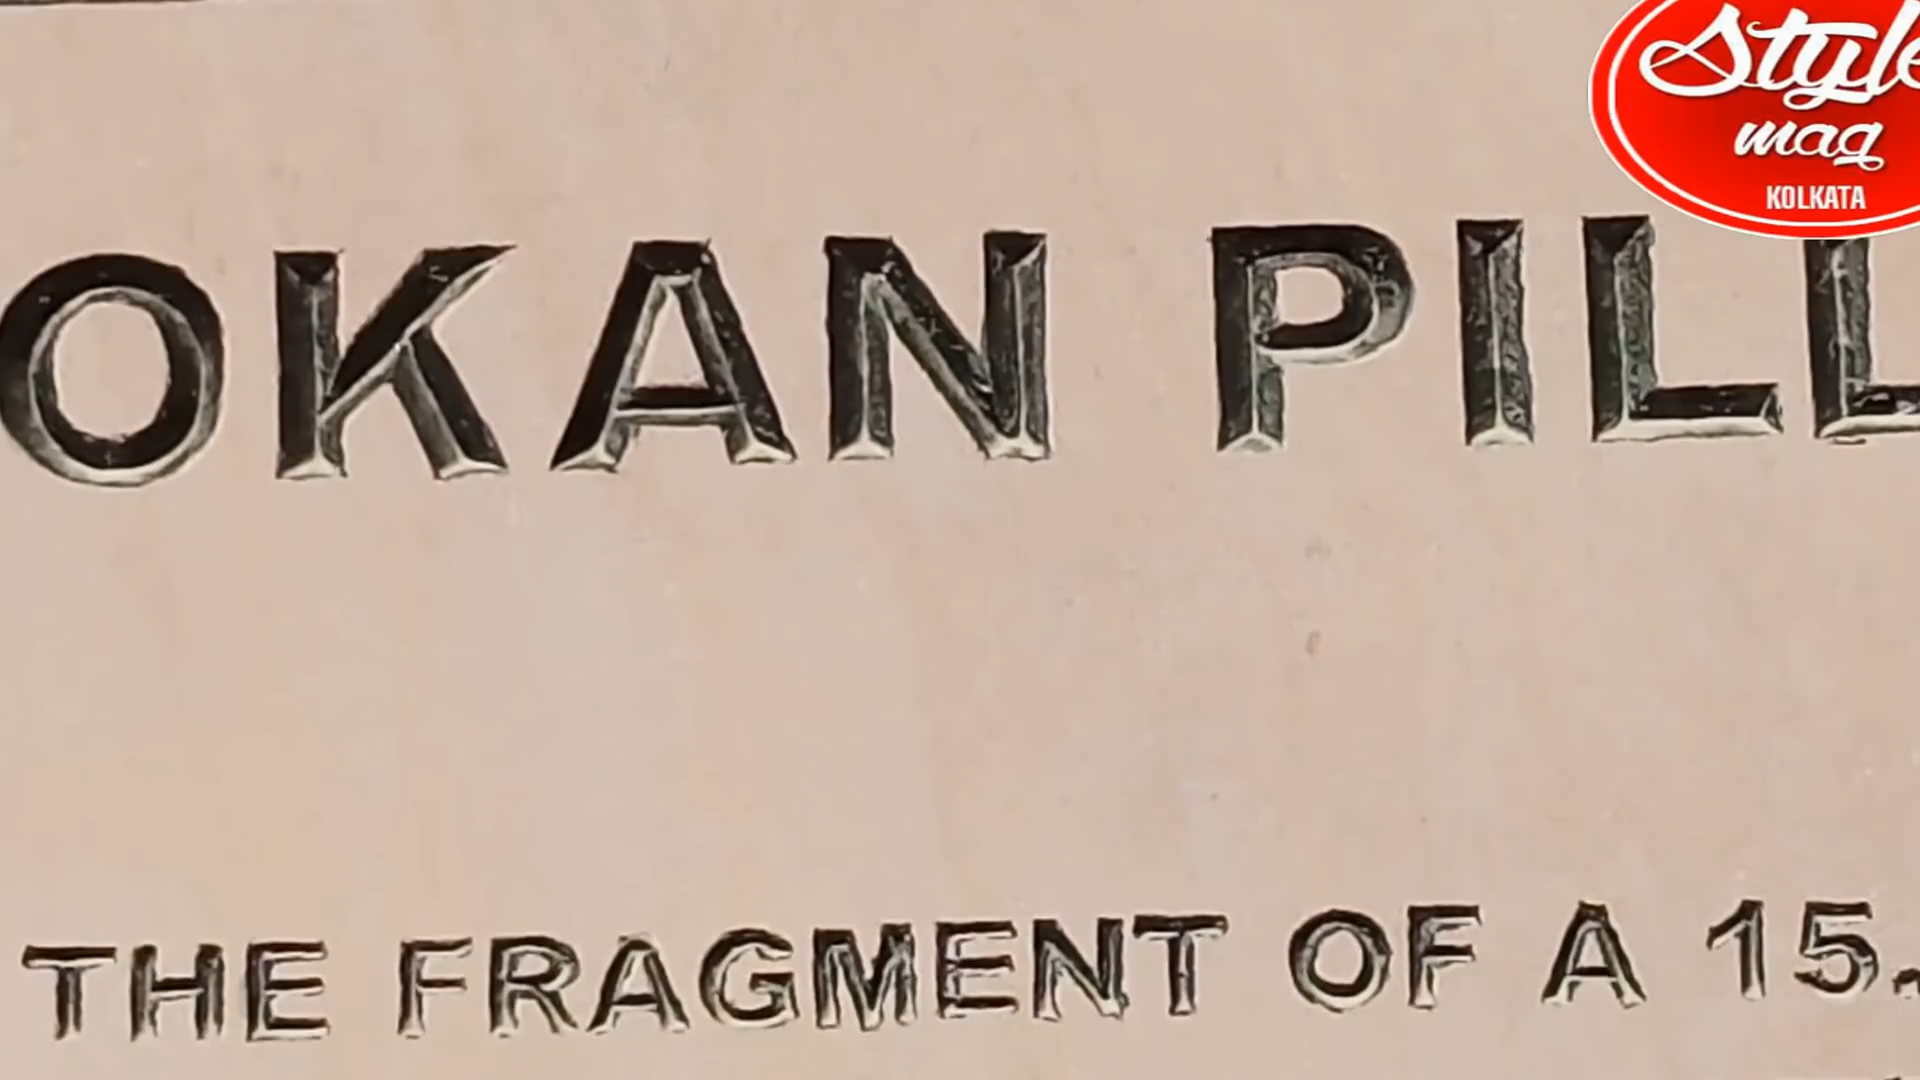 Style
mag
KOLKATA
OKAN PILL
THE FRAGMENT OF A 15.